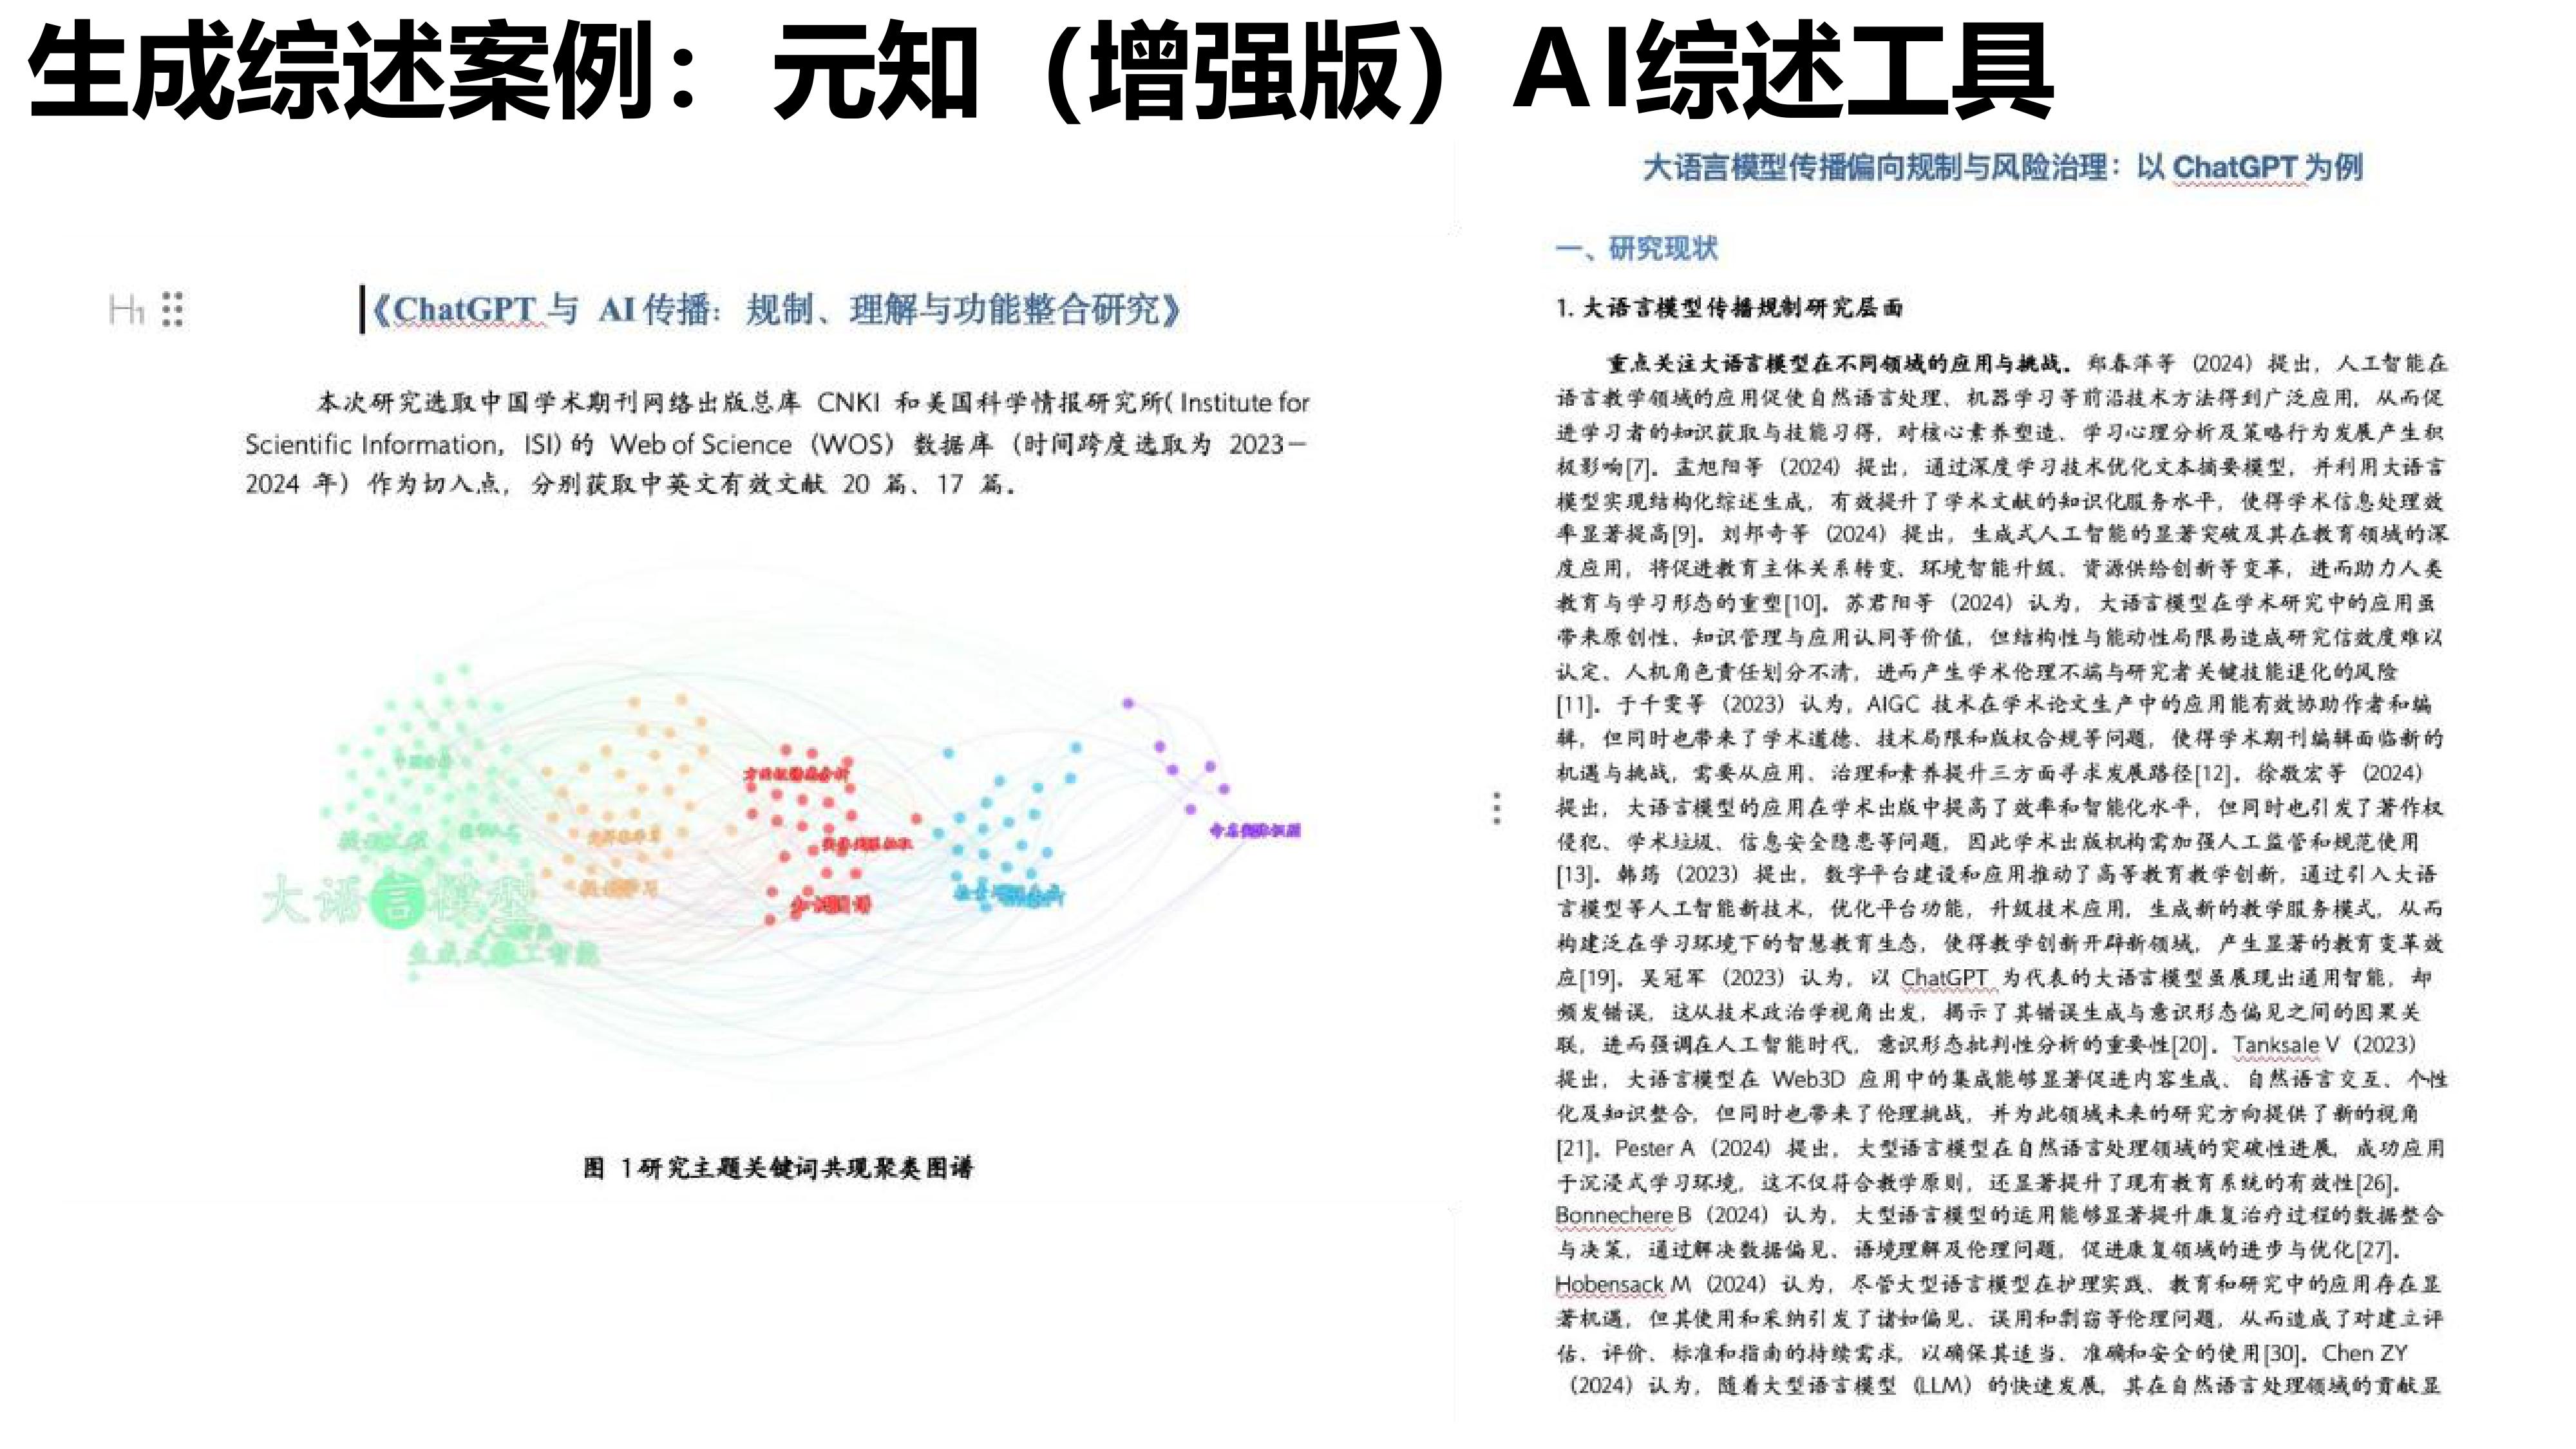 生成综述案例：元知（增强版）AI综述工具
H1
《ChatGPT 与 AI传播：规制、理解与功能整合研究》
本次研究选取中国学术期刊网络出版总库 CNKI 和美国科学情报研究所( Institute for
Scientific Information, ISI) 的 Web of Science（WOS）数据库（时间跨度选取为 2023—
2024 年）作为切入点，分别获取中英文有效文献 20 篇、17 篇。
大语言模型
生成式人工智能
知识图谱
图 1研究主题关键词共现聚类图谱
大语言模型传播偏向规制与风险治理：以 ChatGPT 为例
一、研究现状
1. 大语言模型传播规制研究层面
重点关注大语言模型在不同领域的应用与挑战。郑春萍等（2024）提出，人工智能在
语言教学领域的应用促使自然语言处理、机器学习等前沿技术方法得到广泛应用，从而促
进学习者的知识获取与技能习得，对核心素养塑造、学习心理分析及策略行为发展产生积
极影响[7]。孟旭阳等（2024）提出，通过深度学习技术优化文本摘要模型，并利用大语言
模型实现结构化综述生成，有效提升了学术文献的知识化服务水平，使得学术信息处理效
率显著提高[9]。刘邦奇等（2024）提出，生成式人工智能的显著突破及其在教育领域的深
度应用，将促进教育主体关系转变、环境智能升级、资源供给创新等变革，进而助力人类
教育与学习形态的重塑[10]。苏君阳等（2024）认为，大语言模型在学术研究中的应用虽
带来原创性、知识管理与应用认同等价值，但结构性与能动性局限易造成研究信效度难以
认定、人机角色责任划分不清，进而产生学术伦理不端与研究者关键技能退化的风险
[11]。于千雯等（2023）认为，AIGC 技术在学术论文生产中的应用能有效协助作者和编
辑，但同时也带来了学术道德、技术局限和版权合规等问题，使得学术期刊编辑面临新的
机遇与挑战，需要从应用、治理和素养提升三方面寻求发展路径[12]。徐敬宏等（2024）
提出，大语言模型的应用在学术出版中提高了效率和智能化水平，但同时也引发了著作权
侵犯、学术垃圾、信息安全隐患等问题，因此学术出版机构需加强人工监管和规范使用
[13]。韩筠（2023）提出，数字平台建设和应用推动了高等教育教学创新，通过引入大语
言模型等人工智能新技术，优化平台功能，升级技术应用，生成新的教学服务模式，从而
构建泛在学习环境下的智慧教育生态，使得教学创新开辟新领域，产生显著的教育变革效
应[19]。吴冠军（2023）认为，以 ChatGPT 为代表的大语言模型虽展现出通用智能，却
频发错误，这从技术政治学视角出发，揭示了其错误生成与意识形态偏见之间的因果关
联，进而强调在人工智能时代，意识形态批判性分析的重要性[20]。Tanksale V（2023）
提出，大语言模型在 Web3D 应用中的集成能够显著促进内容生成、自然语言交互、个性
化及知识整合，但同时也带来了伦理挑战，并为此领域未来的研究方向提供了新的视角
[21]。Pester A（2024）提出，大型语言模型在自然语言处理领域的突破性进展，成功应用
于沉浸式学习环境，这不仅符合教学原则，还显著提升了现有教育系统的有效性[26]。
Bonnechere B（2024）认为，大型语言模型的运用能够显著提升康复治疗过程的数据整合
与决策，通过解决数据偏见、语境理解及伦理问题，促进康复领域的进步与优化[27]。
Hobensack M（2024）认为，尽管大型语言模型在护理实践、教育和研究中的应用存在显
著机遇，但其使用和采纳引发了诸如偏见、误用和剽窃等伦理问题，从而造成了对建立评
估、评价、标准和指南的持续需求，以确保其适当、准确和安全的使用[30]。Chen ZY
（2024）认为，随着大型语言模型（LLM）的快速发展，其在自然语言处理领域的贡献显